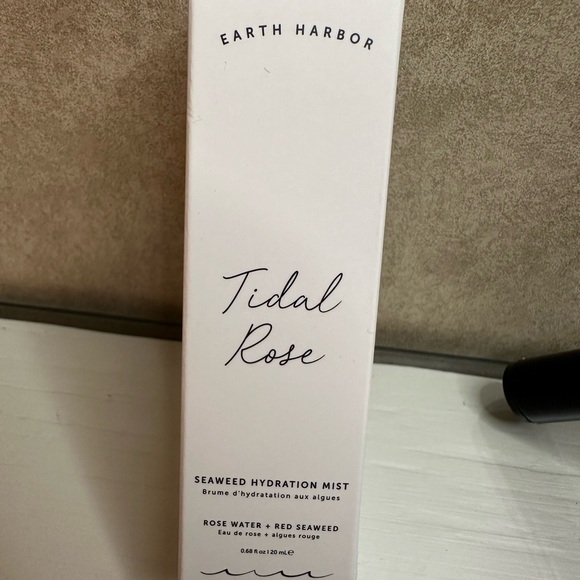 EARTH HARBOR
Tidal
Rose
SEAWEED HYDRATION MIST
Brume d'hydratation aux algues
ROSE WATER + RED SEAWEED
Eau de rose + algues rouge
0.68 fl oz | 20 mL℮